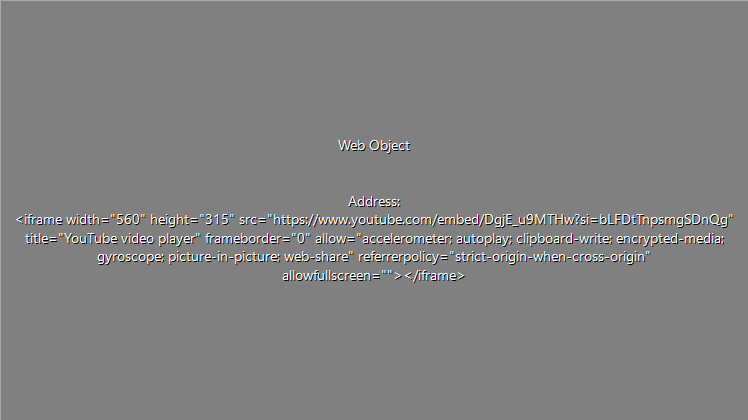 Web Object
Address:
<iframe width="560" height="315" src="https://www.youtube.com/embed/DgjE_u9MTHw?si=bLFDtTnpsmgSDnQg"
title="YouTube video player" frameborder="0" allow="accelerometer; autoplay; clipboard-write; encrypted-media;
gyroscope; picture-in-picture; web-share" referrerpolicy="strict-origin-when-cross-origin"
allowfullscreen=""></iframe>